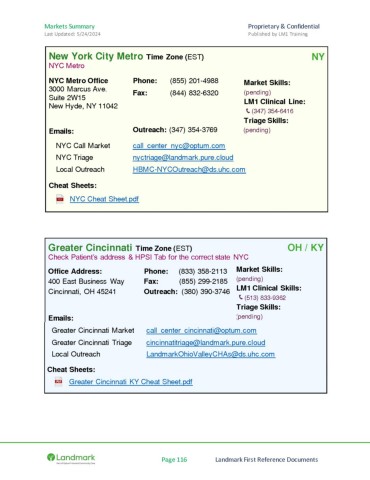 Markets Summary Proprietary & Confidential
Last Updated: 5/24/2024 Published by LM1 Training
New York City Metro Time Zone (EST) NY
NYC Metro
NYC Metro Office Phone: (855) 201-4988 Market Skills:
3000 Marcus Ave. Fax: (844) 832-6320 (pending)
Suite 2W15 LM1 Clinical Line:
New Hyde, NY 11042 (347) 354-6416
Triage Skills:
Emails: Outreach: (347) 354-3769 (pending)
NYC Call Market call_center_nyc@optum.com
NYC Triage nyctriage@landmark.pure.cloud
Local Outreach HBMC-NYCOutreach@ds.uhc.com
Cheat Sheets:
NYC Cheat Sheet.pdf
Greater Cincinnati Time Zone (EST) OH / KY
Check Patient's address & HPSI Tab for the correct state NYC
Office Address: Phone: (833) 358-2113 Market Skills:
400 East Business Way Fax: (855) 299-2185 (pending)
Cincinnati, OH 45241 Outreach: (380) 390-3746 LM1 Clinical Skills:
(513) 833-9362
Triage Skills:
Emails: (pending)
Greater Cincinnati Market call_center_cincinnati@optum.com
Greater Cincinnati Triage cincinnatitriage@landmark.pure.cloud
Local Outreach LandmarkOhioValleyCHAs@ds.uhc.com
Cheat Sheets:
Greater Cincinnati KY Cheat Sheet.pdf
Landmark Page 116 Landmark First Reference Documents